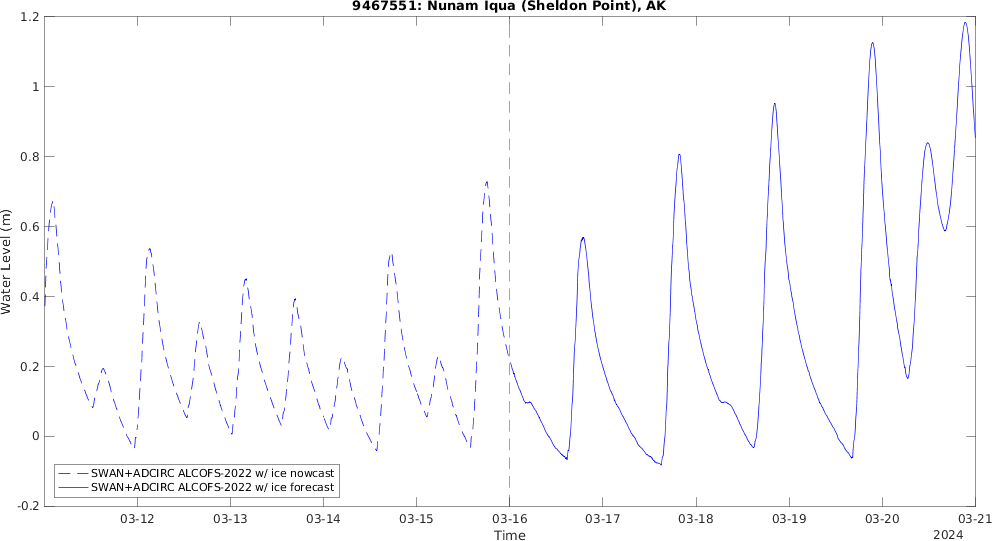 9467551: Nunam Iqua (Sheldon Point), AK
1.2
1
0.8
0.6
0.4
0.2
0
-0.2
Water Level (m)
SWAN+ADCIRC ALCOFS-2022 w/ ice nowcast
SWAN+ADCIRC ALCOFS-2022 w/ ice forecast
03-12 03-13 03-14 03-15 03-16 03-17 03-18 03-19 03-20 03-21
Time
2024